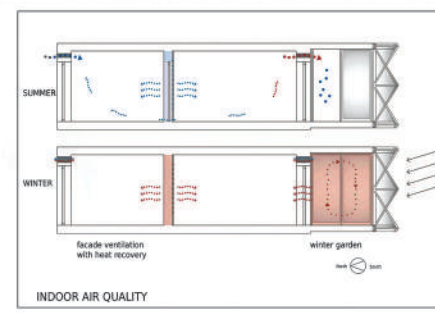 SUMMER
WINTER
facade ventilation
with heat recovery
winter garden
North
South
INDOOR AIR QUALITY